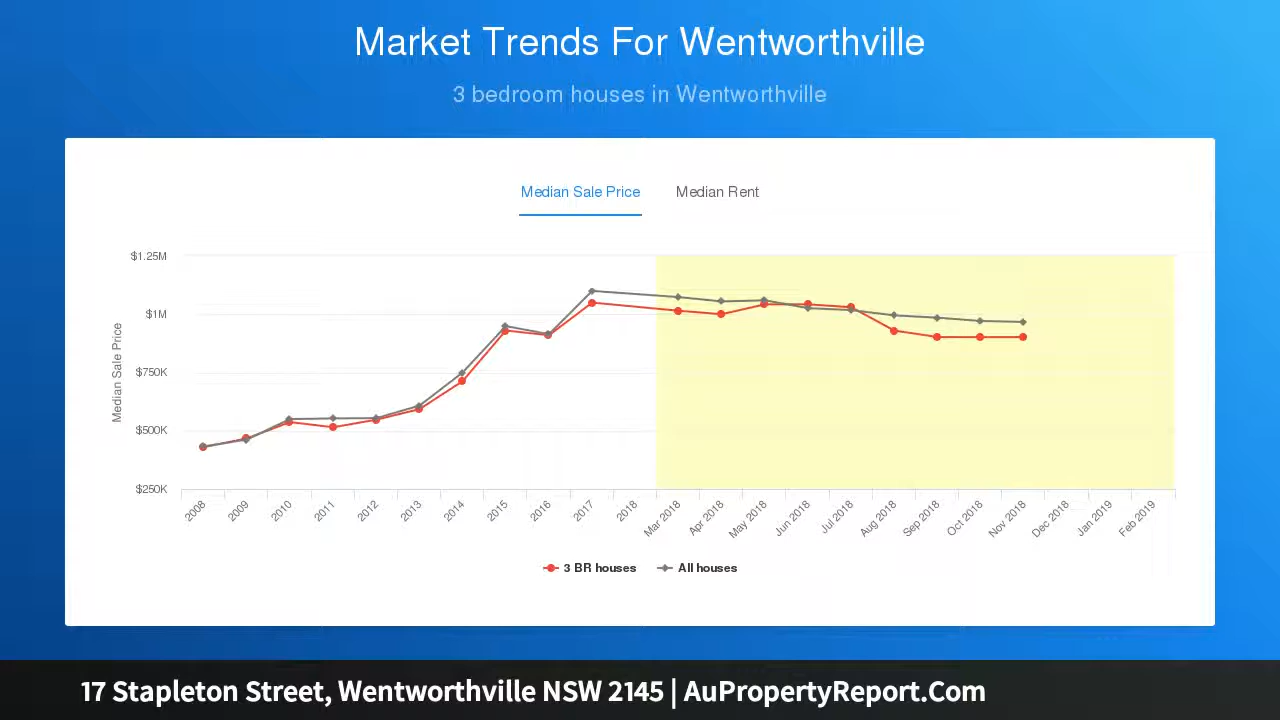 Market Trends For Wentworthville
3 bedroom houses in Wentworthville
Median Sale Price Median Rent
$1.25M
$1M
$750K
$500K
$250K
Median Sale Price
2008 2009 2010 2011 2012 2013 2014 2015 2016 2017 2018 Mar 2018 Apr 2018 May 2018 Jun 2018 Jul 2018 Aug 2018 Sep 2018 Oct 2018 Nov 2018 Dec 2018 Jan 2019 Feb 2019
3 BR houses All houses
17 Stapleton Street, Wentworthville NSW 2145 | AuPropertyReport.Com